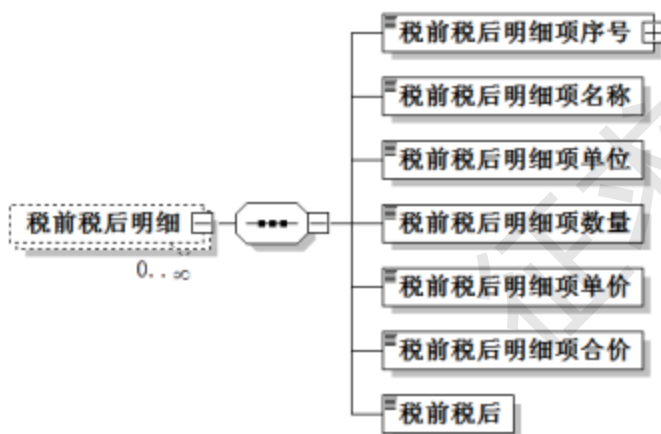 税前税后明细项序号
税前税后明细项名称
税前税后明细项单位
税前税后明细
税前税后明细项数量
0..∞
税前税后明细项单价
税前税后明细项合价
税前税后